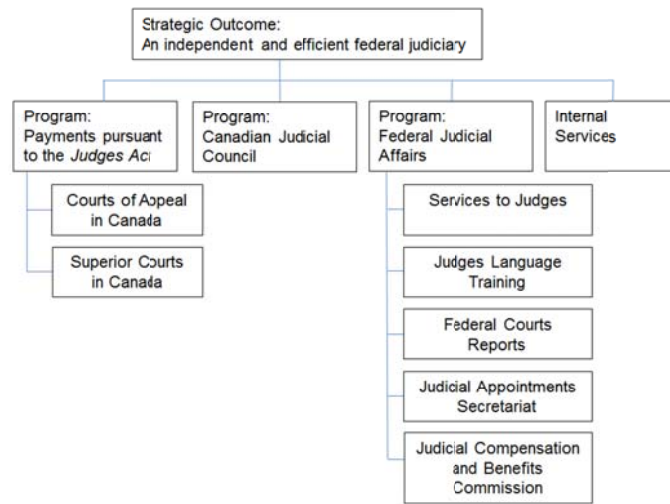 Strategic Outcome:
An independent and efficient federal judiciary
Program:
Payments pursuant
to the Judges Act
Program:
Canadian Judicial
Council
Program:
Federal Judicial
Affairs
Internal
Services
Courts of Appeal
in Canada
Superior Courts
in Canada
Services to Judges
Judges Language
Training
Federal Courts
Reports
Judicial Appointments
Secretariat
Judicial Compensation
and Benefits
Commission